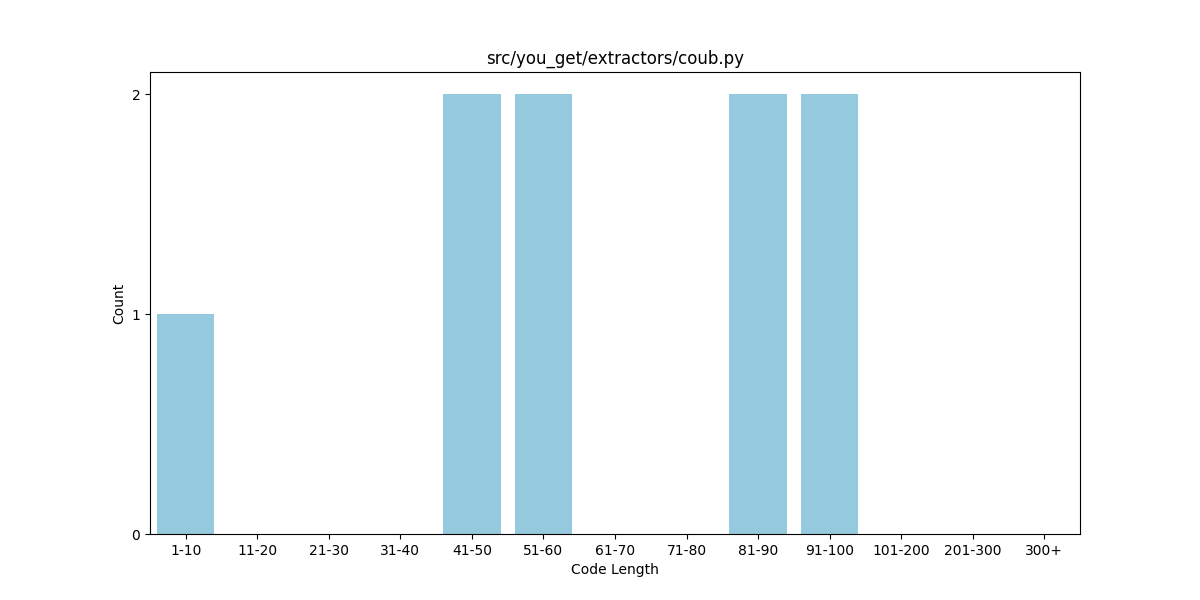 src/you_get/extractors/coub.py
2
1
0
Count
1-10 11-20 21-30 31-40 41-50 51-60 61-70 71-80 81-90 91-100 101-200 201-300 300+
Code Length